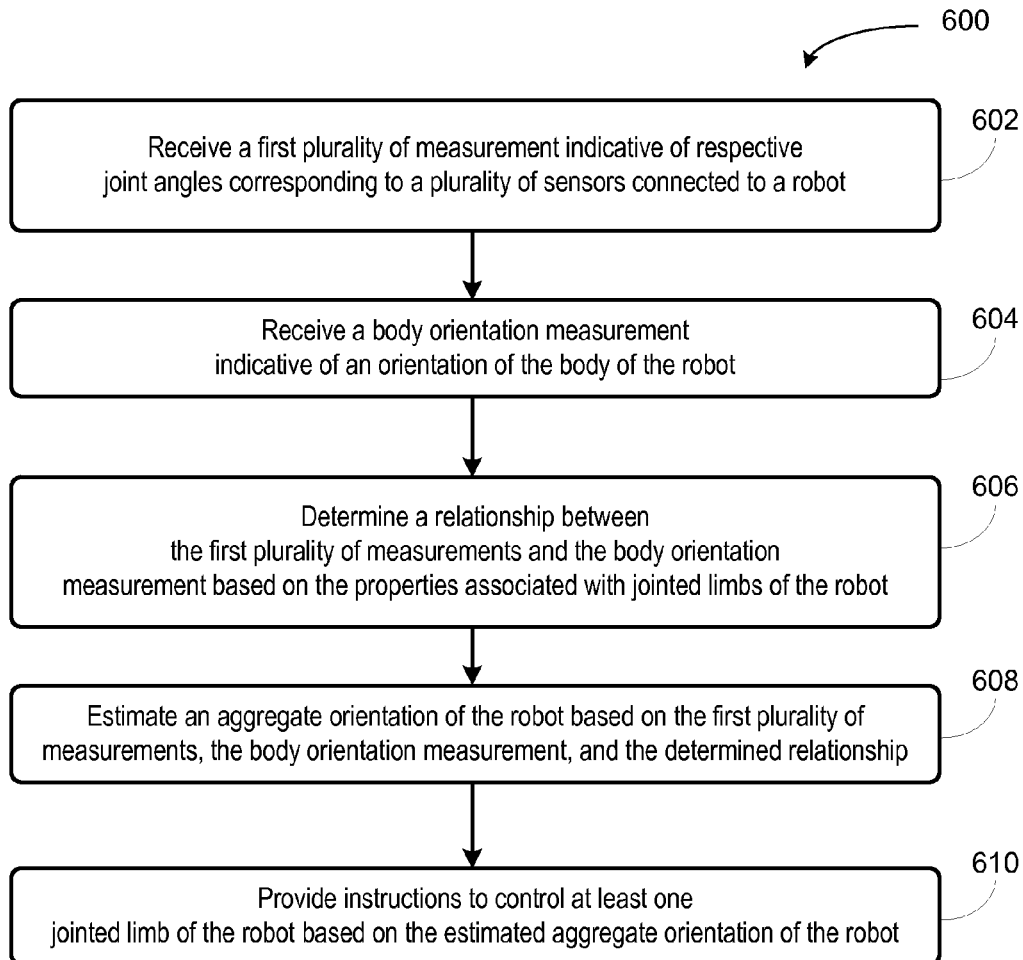 600
602
Receive a first plurality of measurement indicative of respective
joint angles corresponding to a plurality of sensors connected to a robot
604
Receive a body orientation measurement
indicative of an orientation of the body of the robot
606
Determine a relationship between
the first plurality of measurements and the body orientation
measurement based on the properties associated with jointed limbs of the robot
608
Estimate an aggregate orientation of the robot based on the first plurality of
measurements, the body orientation measurement, and the determined relationship
610
Provide instructions to control at least one
jointed limb of the robot based on the estimated aggregate orientation of the robot